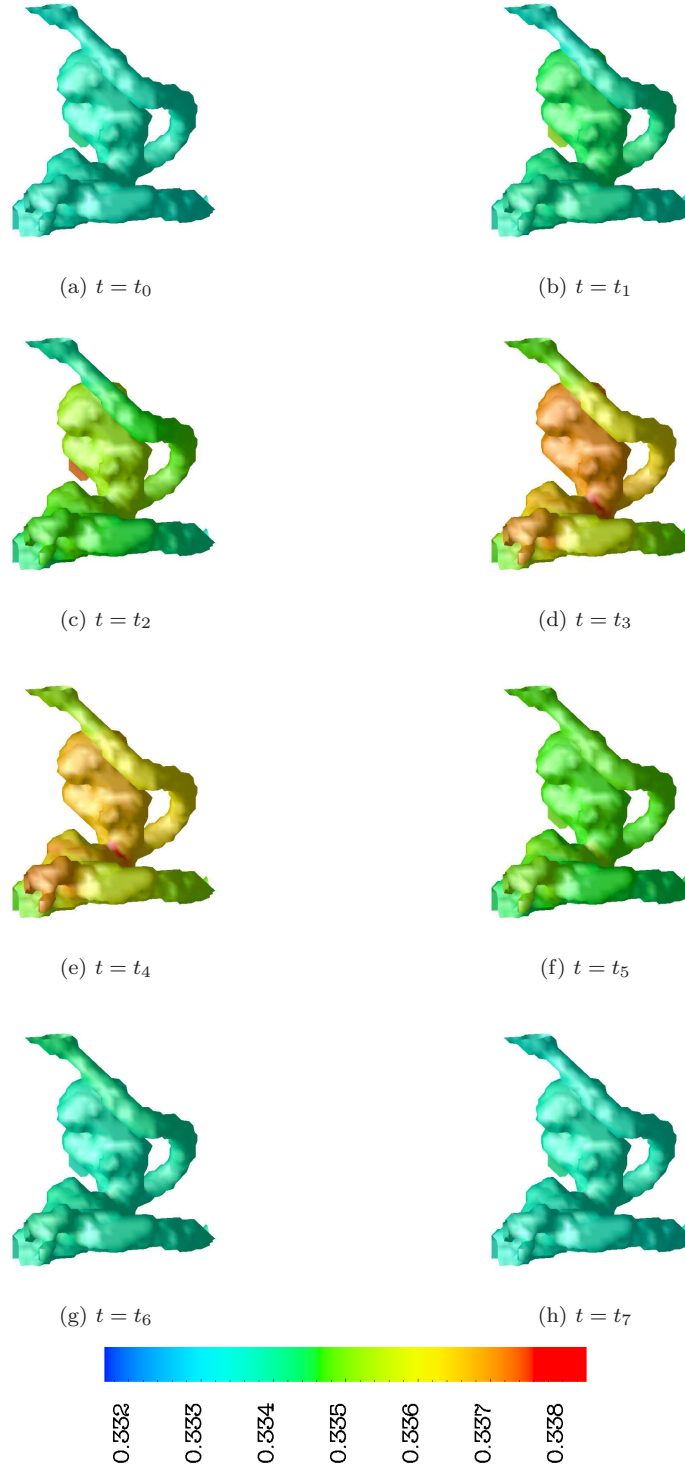 (a) t = t₀
(b) t = t₁
(c) t = t₂
(d) t = t₃
(e) t = t₄
(f) t = t₅
(g) t = t₆
(h) t = t₇
0.332
0.333
0.334
0.335
0.336
0.337
0.338